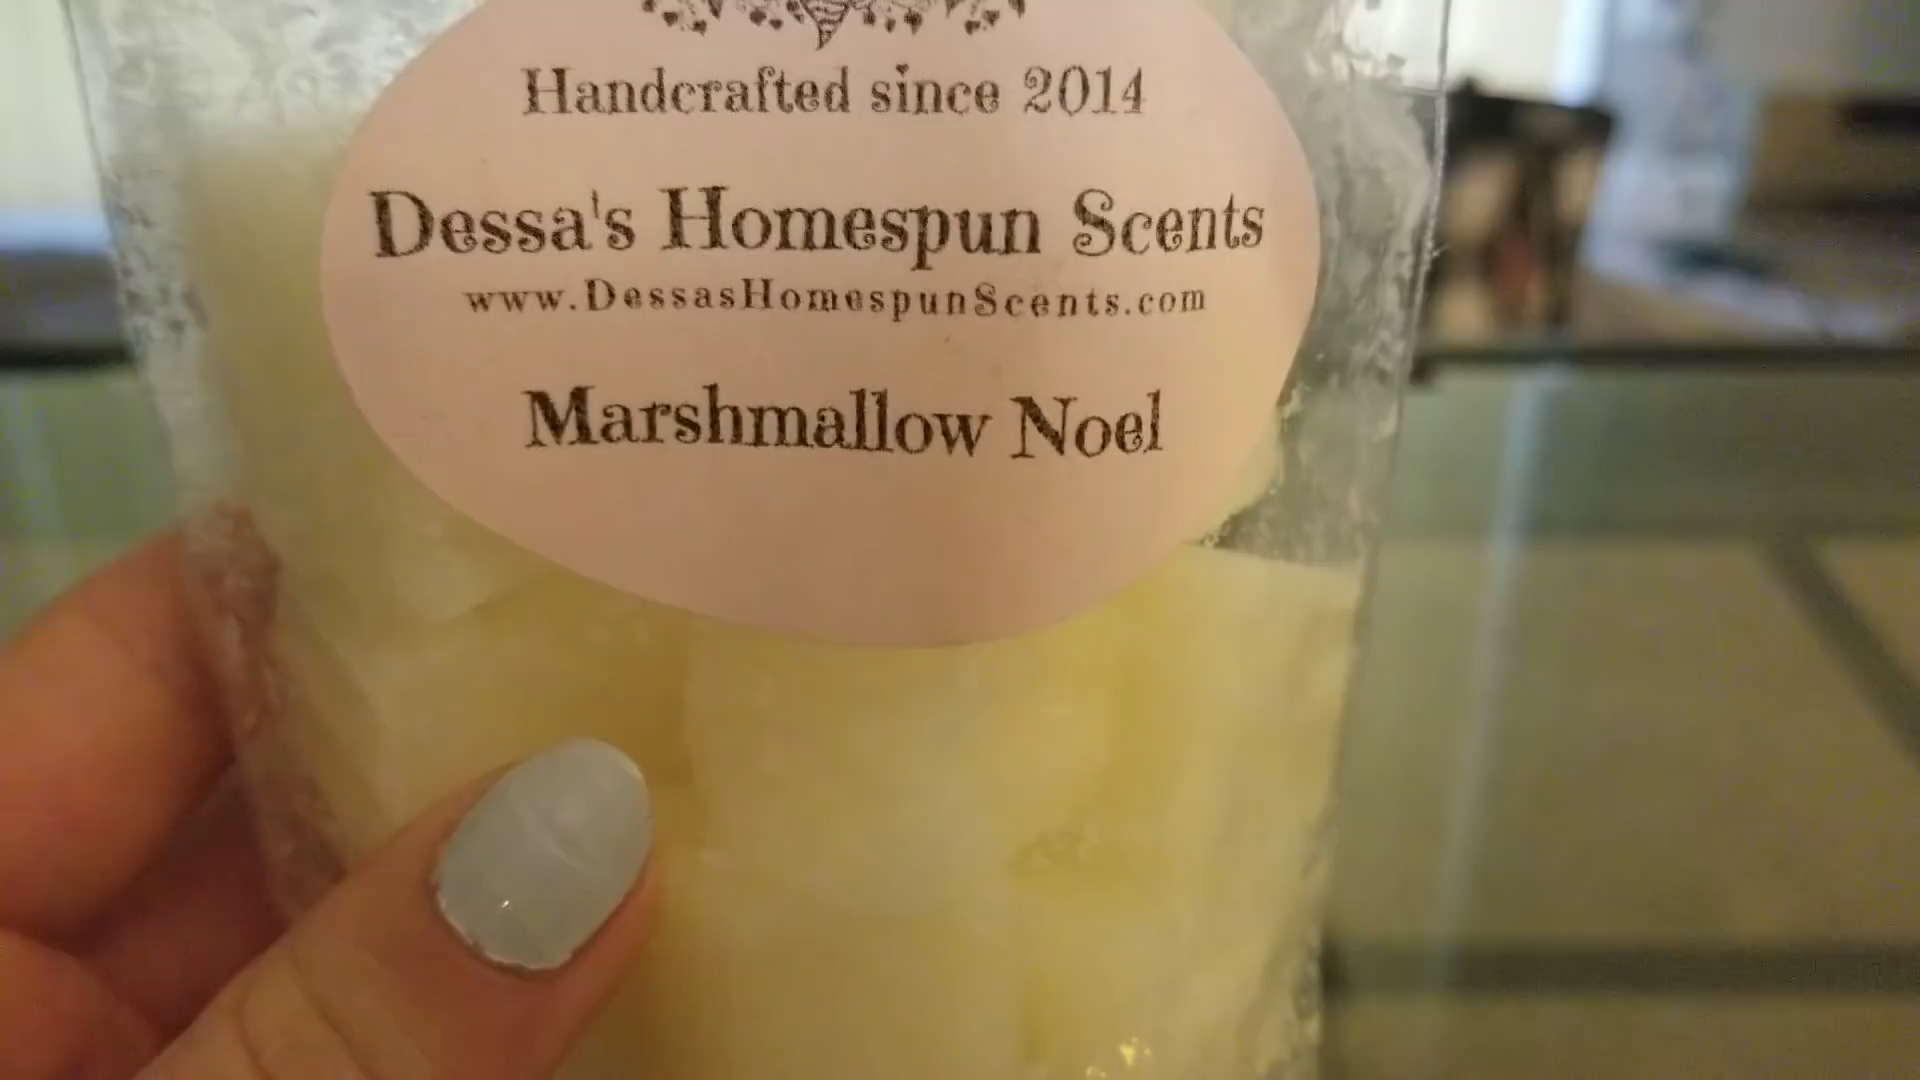 Handcrafted since 2014
Dessa's Homespun Scents
www.DessasHomespunScents.com
Marshmallow Noel